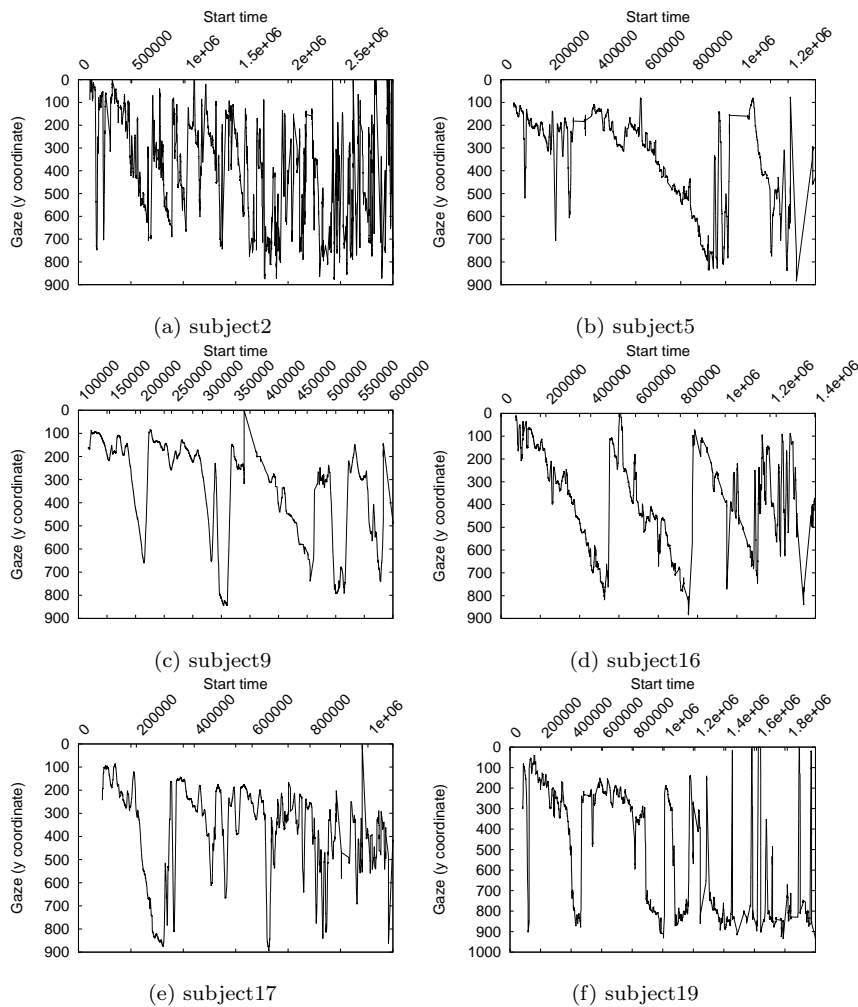 Start time
0 500000 1e+06 1.5e+06 2e+06 2.5e+06
0
100
200
300
400
500
600
700
800
900
Gaze (y coordinate)
(a) subject2
Start time
0 200000 400000 600000 800000 1e+06 1.2e+06
0
100
200
300
400
500
600
700
800
900
Gaze (y coordinate)
(b) subject5
Start time
100000 150000 200000 250000 300000 350000 400000 450000 500000 550000 600000
0
100
200
300
400
500
600
700
800
900
Gaze (y coordinate)
(c) subject9
Start time
0 200000 400000 600000 800000 1e+06 1.2e+06 1.4e+06
0
100
200
300
400
500
600
700
800
900
Gaze (y coordinate)
(d) subject16
Start time
0 200000 400000 600000 800000 1e+06
0
100
200
300
400
500
600
700
800
900
Gaze (y coordinate)
(e) subject17
Start time
0 200000 400000 600000 800000 1e+06 1.2e+06 1.4e+06 1.6e+06 1.8e+06
0
100
200
300
400
500
600
700
800
900
1000
Gaze (y coordinate)
(f) subject19